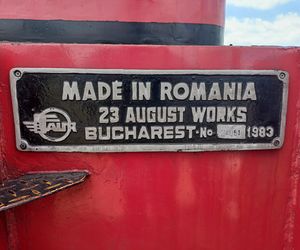 MADE IN ROMANIA
23 AUGUST WORKS
BUCHAREST·No 1983